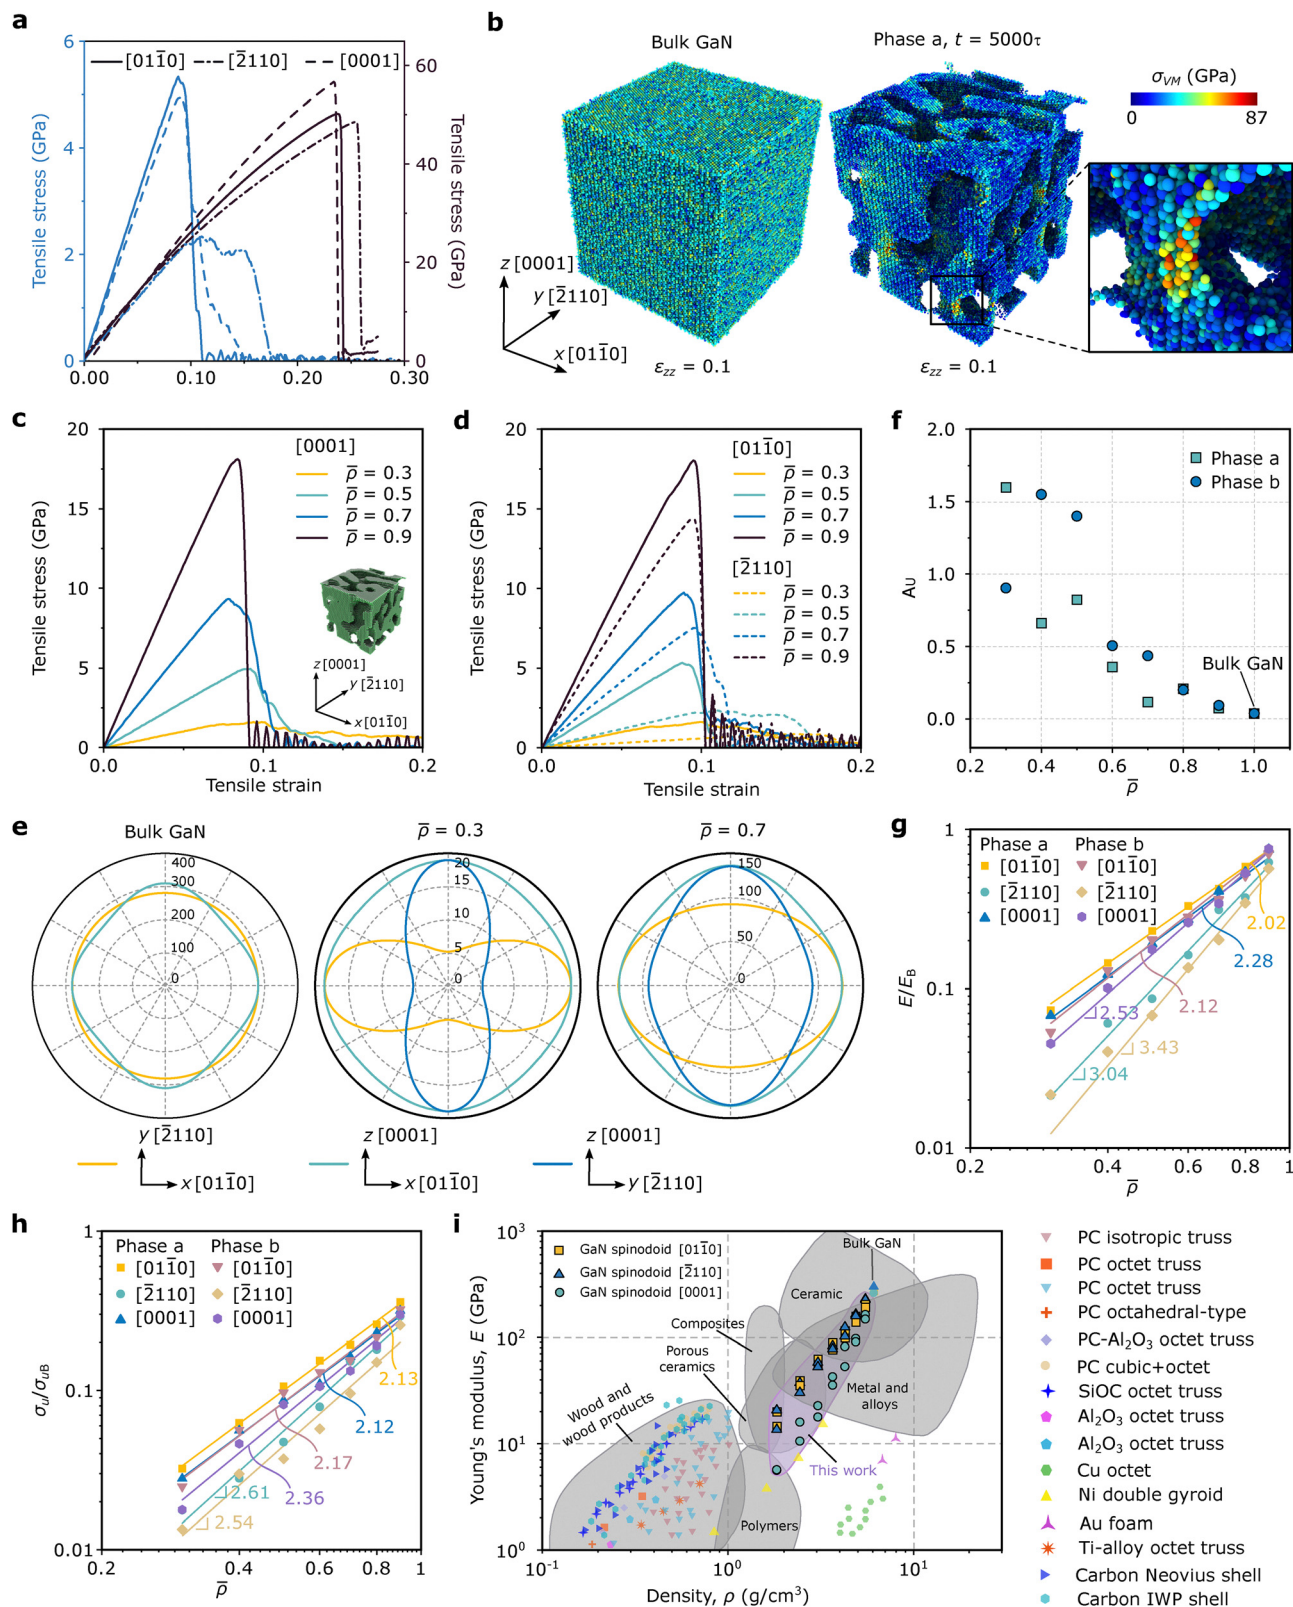 a
6
4
2
0
Tensile stress (GPa)
[011̅0] [2̅110] [0001]
60
40
20
0
Tensile stress (GPa)
0.00 0.10 0.20 0.30
b
Bulk GaN
Phase a, t = 5000τ
σVM (GPa)
0 87
z [0001]
y [2̅110]
x [011̅0]
εzz = 0.1
εzz = 0.1
c
20
15
10
5
0
Tensile stress (GPa)
[0001]
ρ̅ = 0.3
ρ̅ = 0.5
ρ̅ = 0.7
ρ̅ = 0.9
z [0001]
y [2̅110]
x [011̅0]
0.0 0.1 0.2
Tensile strain
d
20
15
10
5
0
Tensile stress (GPa)
[011̅0]
ρ̅ = 0.3
ρ̅ = 0.5
ρ̅ = 0.7
ρ̅ = 0.9
[2̅110]
ρ̅ = 0.3
ρ̅ = 0.5
ρ̅ = 0.7
ρ̅ = 0.9
0.0 0.1 0.2
Tensile strain
f
2.0
1.5
1.0
0.5
0.0
Au
Phase a
Phase b
Bulk GaN
0.2 0.4 0.6 0.8 1.0
ρ̅
e
Bulk GaN
400
300
200
100
0
ρ̅ = 0.3
20
15
10
5
0
ρ̅ = 0.7
150
100
50
0
y [2̅110]
x [011̅0]
z [0001]
x [011̅0]
z [0001]
y [2̅110]
g
1
0.1
0.01
E/EB
Phase a Phase b
[011̅0] [011̅0]
[2̅110] [2̅110]
[0001] [0001]
2.02
2.28
2.12
2.53
3.43
3.04
0.2 0.4 0.6 0.8 1
ρ̅
h
1
0.1
0.01
σu/σuB
Phase a Phase b
[011̅0] [011̅0]
[2̅110] [2̅110]
[0001] [0001]
2.13
2.12
2.17
2.36
2.61
2.54
0.2 0.4 0.6 0.8 1
ρ̅
i
10³
10²
10¹
10⁰
Young's modulus, E (GPa)
GaN spinodoid [011̅0]
GaN spinodoid [2̅110]
GaN spinodoid [0001]
Bulk GaN
Ceramic
Composites
Porous
ceramics
Metal and
alloys
Wood and
wood products
This work
Polymers
10⁻¹ 10⁰ 10¹
Density, ρ (g/cm³)
PC isotropic truss
PC octet truss
PC octet truss
PC octahedral-type
PC-Al₂O₃ octet truss
PC cubic+octet
SiOC octet truss
Al₂O₃ octet truss
Al₂O₃ octet truss
Cu octet
Ni double gyroid
Au foam
Ti-alloy octet truss
Carbon Neovius shell
Carbon IWP shell